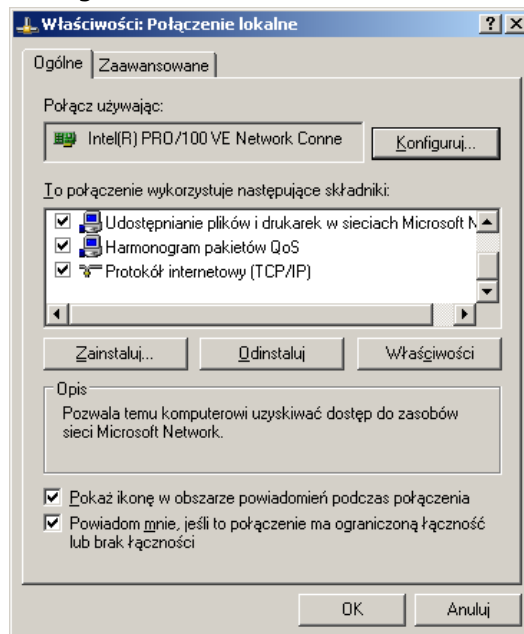 Właściwości: Połączenie lokalne
Ogólne Zaawansowane
Połącz używając:
Intel(R) PRO/100 VE Network Conne Konfiguruj...
To połączenie wykorzystuje następujące składniki:
Udostępnianie plików i drukarek w sieciach Microsoft N
Harmonogram pakietów QoS
Protokół internetowy (TCP/IP)
Zainstaluj... Odinstaluj Właściwości
Opis
Pozwala temu komputerowi uzyskiwać dostęp do zasobów
sieci Microsoft Network.
Pokaż ikonę w obszarze powiadomień podczas połączenia
Powiadom mnie, jeśli to połączenie ma ograniczoną łączność
lub brak łączności
OK Anuluj